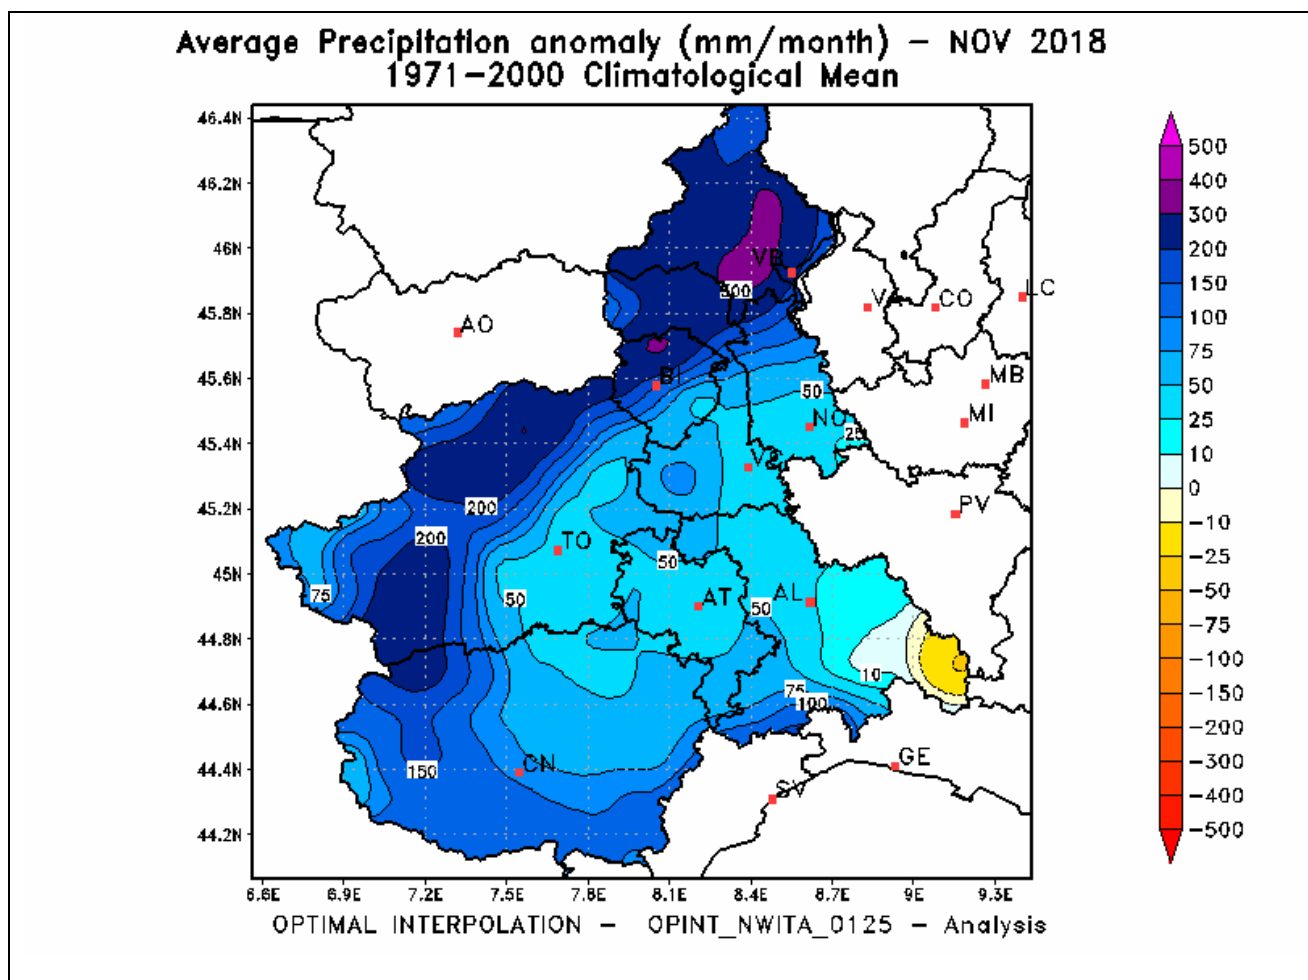 Average Precipitation anomaly (mm/month) – NOV 2018
1971–2000 Climatological Mean
46.4N
46.2N
46N
45.8N
45.6N
45.4N
45.2N
45N
44.8N
44.6N
44.4N
44.2N
6.6E 6.9E 7.2E 7.5E 7.8E 8.1E 8.4E 8.7E 9E 9.3E
VB
300
VA
CO
LC
AO
BI
MB
50
NO
MI
25
VC
200
PV
200
TO
50
75
50
AT
50
AL
10
75
100
150
CN
GE
SV
500
400
300
200
150
100
75
50
25
10
0
–10
–25
–50
–75
–100
–150
–200
–300
–400
–500
OPTIMAL INTERPOLATION – OPINT_NWITA_0125 – Analysis